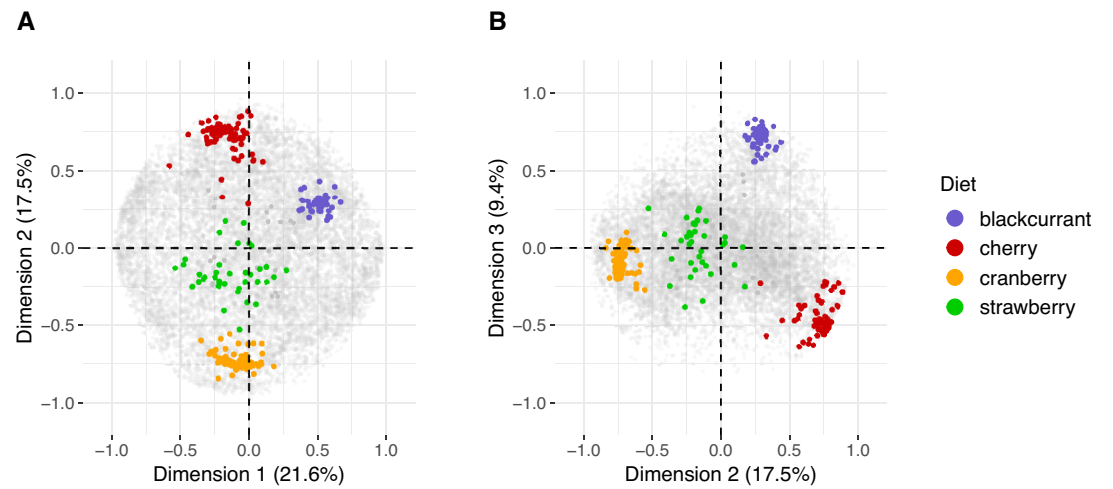 A
B
1.0
0.5
0.0
−0.5
−1.0
Dimension 2 (17.5%)
−1.0 −0.5 0.0 0.5 1.0
Dimension 1 (21.6%)
1.0
0.5
0.0
−0.5
−1.0
Dimension 3 (9.4%)
−1.0 −0.5 0.0 0.5 1.0
Dimension 2 (17.5%)
Diet
blackcurrant
cherry
cranberry
strawberry